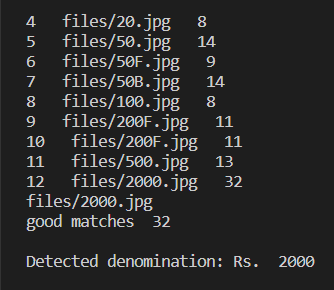 4 files/20.jpg 8
5 files/50.jpg 14
6 files/50F.jpg 9
7 files/50B.jpg 14
8 files/100.jpg 8
9 files/200F.jpg 11
10 files/200F.jpg 11
11 files/500.jpg 13
12 files/2000.jpg 32
files/2000.jpg
good matches 32
Detected denomination: Rs. 2000